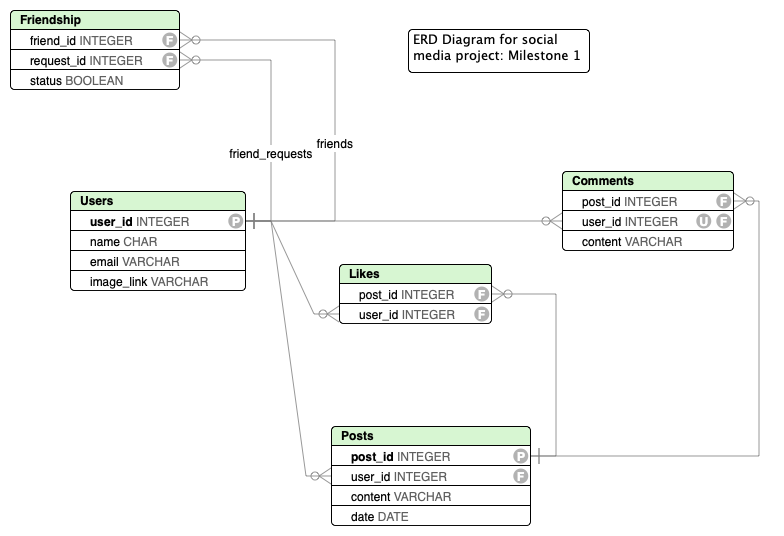 Friendship
friend_id INTEGER F
request_id INTEGER F
status BOOLEAN
ERD Diagram for social
media project: Milestone 1
friends
friend_requests
Users
user_id INTEGER P
name CHAR
email VARCHAR
image_link VARCHAR
Comments
post_id INTEGER F
user_id INTEGER U F
content VARCHAR
Likes
post_id INTEGER F
user_id INTEGER F
Posts
post_id INTEGER P
user_id INTEGER F
content VARCHAR
date DATE